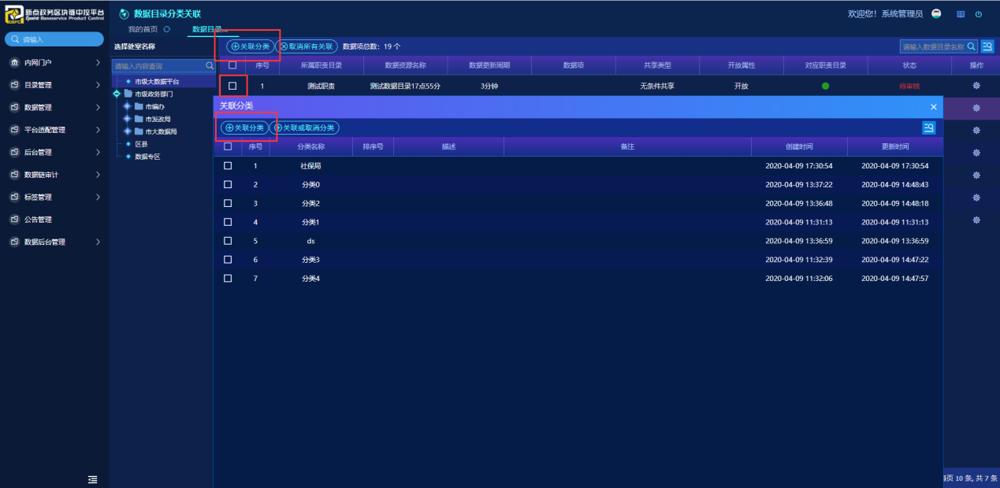 新点政务区块链中控平台
EBPC Epoint Baseservice Product Control
数据目录分类关联
欢迎您! 系统管理员
请输入
我的首页
数据目录...
内网门户
目录管理
数据管理
平台适配管理
后台管理
数据链审计
标签管理
公告管理
数据后台管理
选择处室名称
请输入内容查询
市级大数据平台
市级政务部门
市编办
市发改局
市大数据局
区县
数据专区
关联分类 取消所有关联 数据项总数: 19 个 请输入数据目录名称
序号 所属职责目录 数据资源名称 数据更新周期 数据项 共享类型 开放属性 对应职责目录 状态 操作
1 测试职责 测试数据目录17点55分 3分钟 无条件共享 开放 待审核
关联分类
关联分类 关联或取消分类
序号 分类名称 排序号 描述 备注 创建时间 更新时间
1 社保局 2020-04-09 17:30:54 2020-04-09 17:30:54
2 分类0 2020-04-09 13:37:22 2020-04-09 14:48:43
3 分类2 2020-04-09 13:36:48 2020-04-09 14:48:18
4 分类1 2020-04-09 11:31:13 2020-04-09 11:31:13
5 ds 2020-04-09 13:36:59 2020-04-09 13:36:59
6 分类3 2020-04-09 11:32:39 2020-04-09 14:47:22
7 分类4 2020-04-09 11:32:06 2020-04-09 14:47:57
每页 10 条, 共 7 条